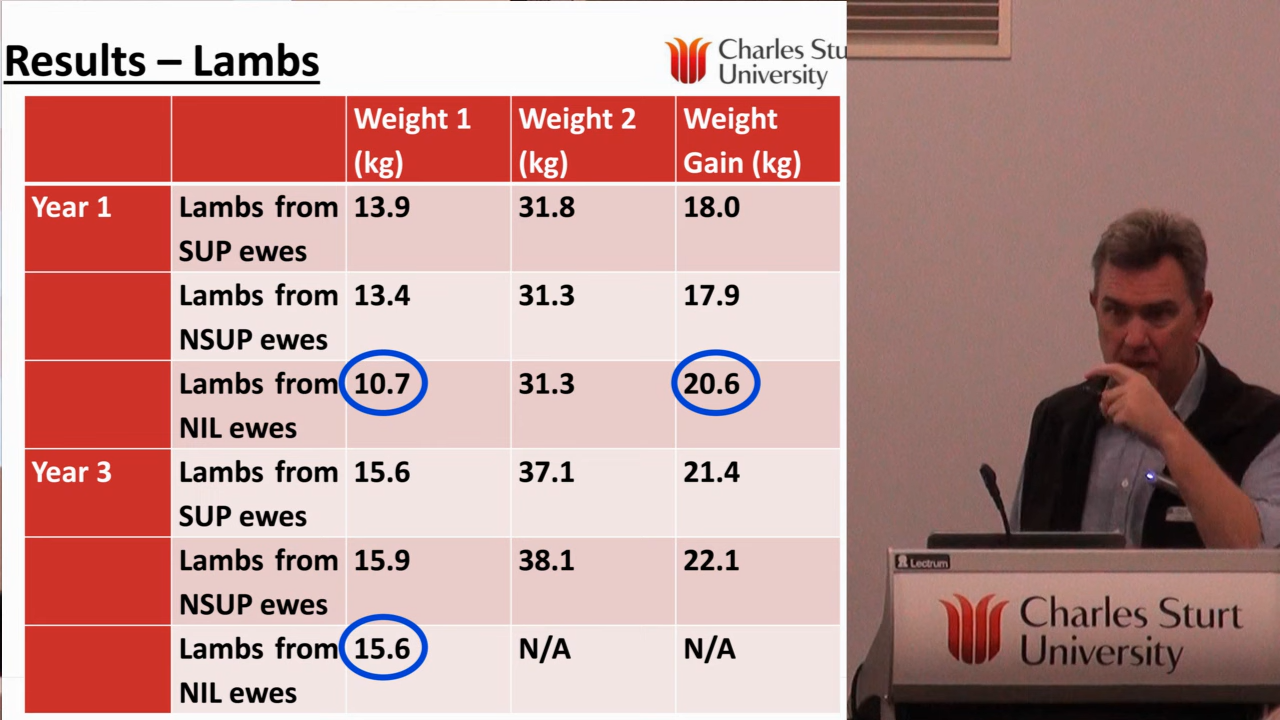 Results – Lambs
Charles Stu
University
Weight 1 (kg)
Weight 2 (kg)
Weight Gain (kg)
Year 1
Lambs from SUP ewes
13.9
31.8
18.0
Lambs from NSUP ewes
13.4
31.3
17.9
Lambs from NIL ewes
10.7
31.3
20.6
Year 3
Lambs from SUP ewes
15.6
37.1
21.4
Lambs from NSUP ewes
15.9
38.1
22.1
Lambs from NIL ewes
15.6
N/A
N/A
Lectrum
Charles Sturt
University